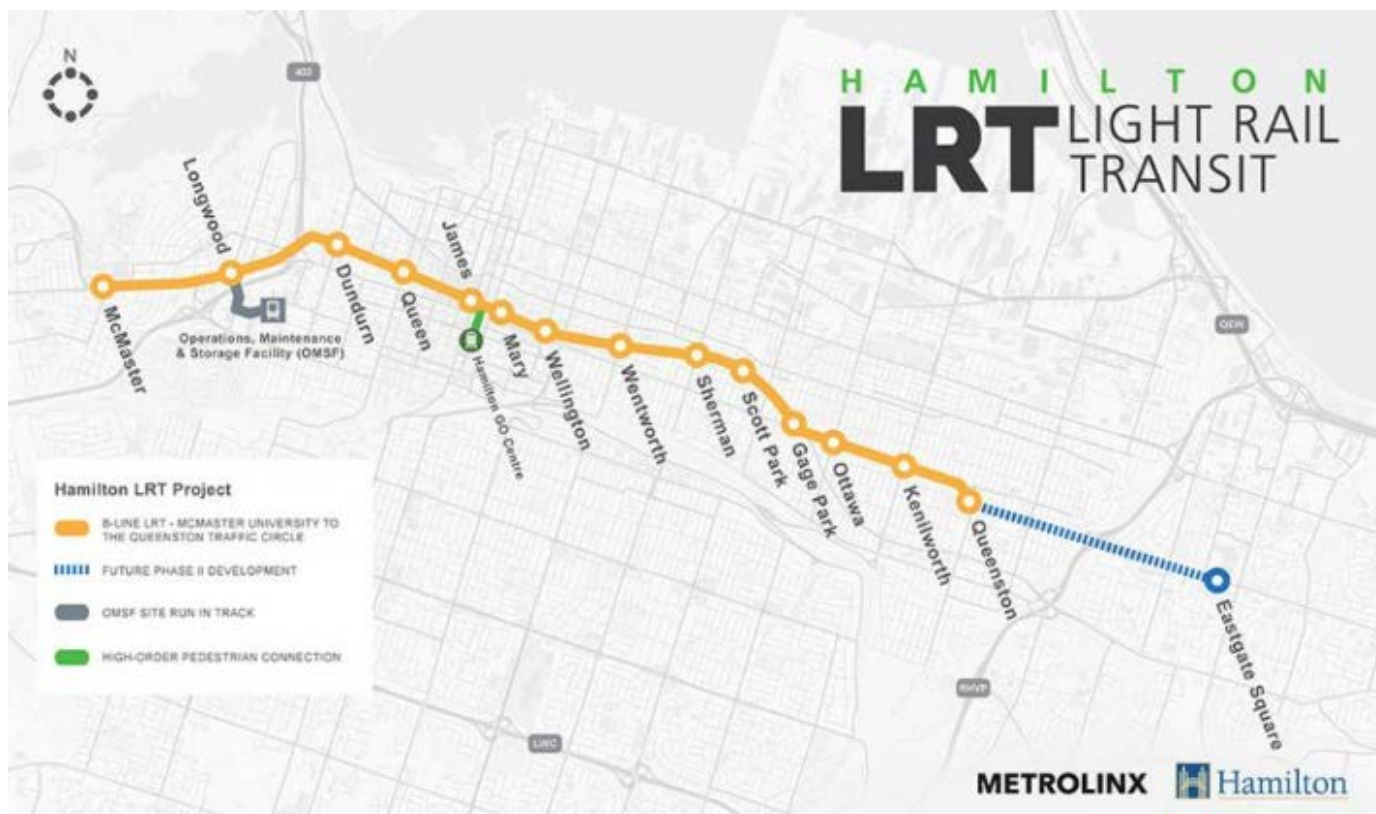 N
403
HAMILTON
LRT LIGHT RAIL
TRANSIT
Longwood
James
McMaster
Dundurn
Queen
Operations, Maintenance
& Storage Facility (OMSF)
Hamilton GO Centre
Mary
Wellington
Wentworth
Sherman
Scott Park
Gage Park
Ottawa
Kenilworth
Queenston
Eastgate Square
QEW
RHVP
LINC
Hamilton LRT Project
B-LINE LRT - MCMASTER UNIVERSITY TO
THE QUEENSTON TRAFFIC CIRCLE
FUTURE PHASE II DEVELOPMENT
OMSF SITE RUN IN TRACK
HIGH-ORDER PEDESTRIAN CONNECTION
METROLINX
Hamilton